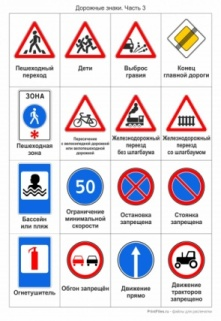 Дорожные знаки. Часть 3
Пешеходный
переход
Дети
Выброс
гравия
Конец
главной дороги
ЗОНА
Пешеходная
зона
Пересечение
с велосипедной дорожкой
или велопешеходной
дорожкой
Железнодорожный
переезд
без шлагбаума
Железнодорожный
переезд
со шлагбаумом
Бассейн
или пляж
50
Ограничение
минимальной
скорости
Остановка
запрещена
Стоянка
запрещена
Огнетушитель
Обгон запрещён
Движение
прямо
Движение
тракторов
запрещено